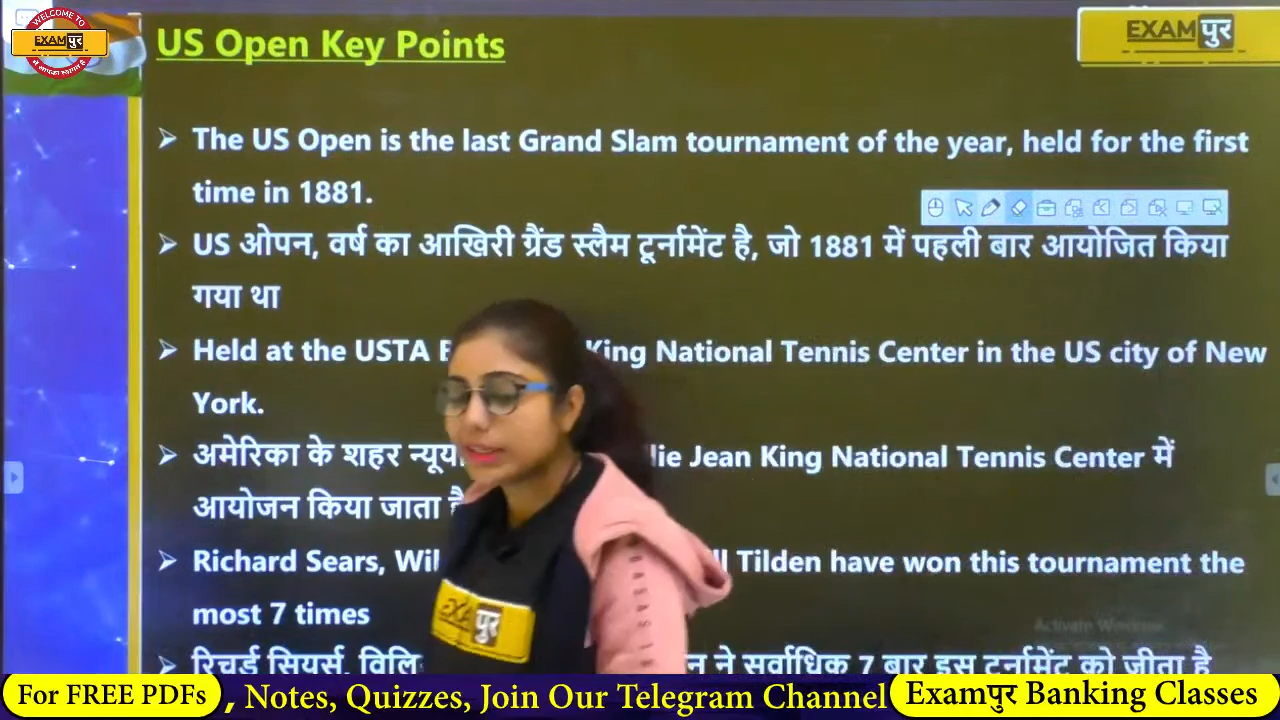 WELCOME TO
EXAMपुर
EXAMपुर
US Open Key Points
The US Open is the last Grand Slam tournament of the year, held for the first
time in 1881.
US ओपन, वर्ष का आखिरी ग्रैंड स्लैम टूर्नामेंट है, जो 1881 में पहली बार आयोजित किया
गया था
Held at the USTA King National Tennis Center in the US city of New
York.
अमेरिका के शहर Jean King National Tennis Center में
आयोजन किया जाता
Richard Sears, Tilden have won this tournament the
most 7 times
रिचर्ड सियर्स, ने सर्वाधिक 7 बार इस टूर्नामेंट को जीता है
पुर
Activate Windows
For FREE PDFs , Notes, Quizzes, Join Our Telegram Channel Examपुर Banking Classes